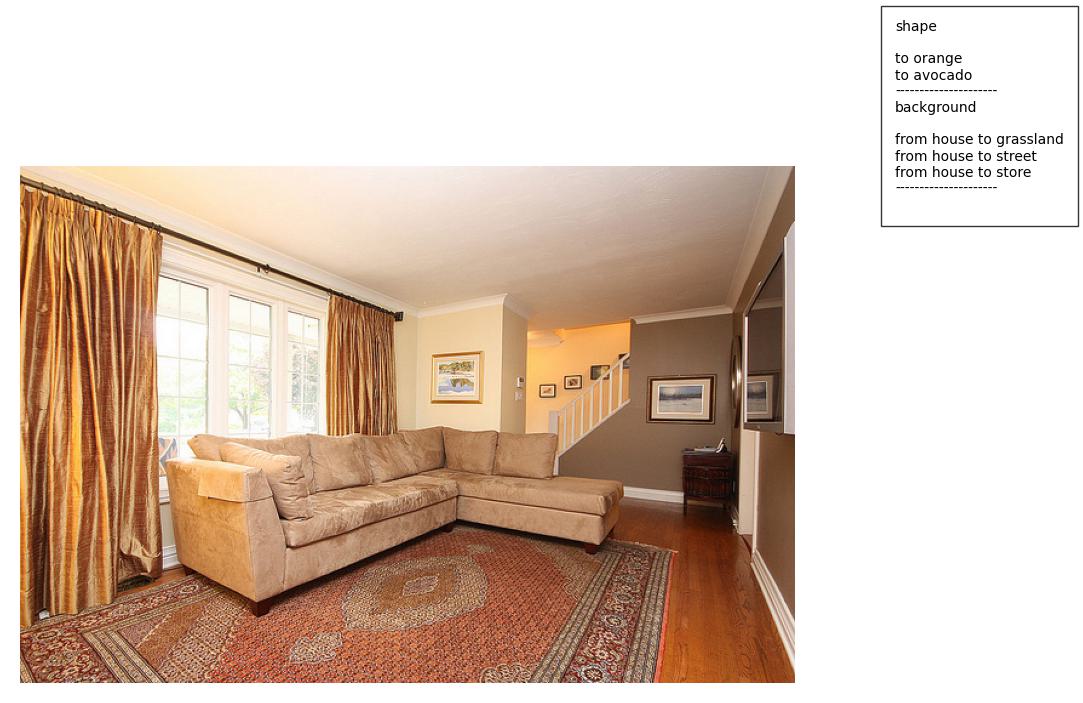 shape
to orange
to avocado
---------------------
background
from house to grassland
from house to street
from house to store
---------------------